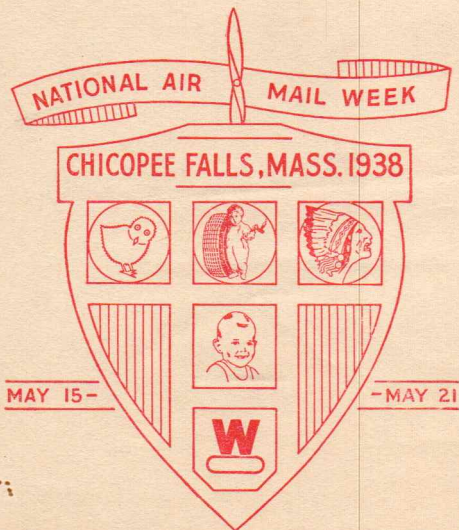 NATIONAL AIR MAIL WEEK
CHICOPEE FALLS, MASS. 1938
MAY 15- -MAY 21
W